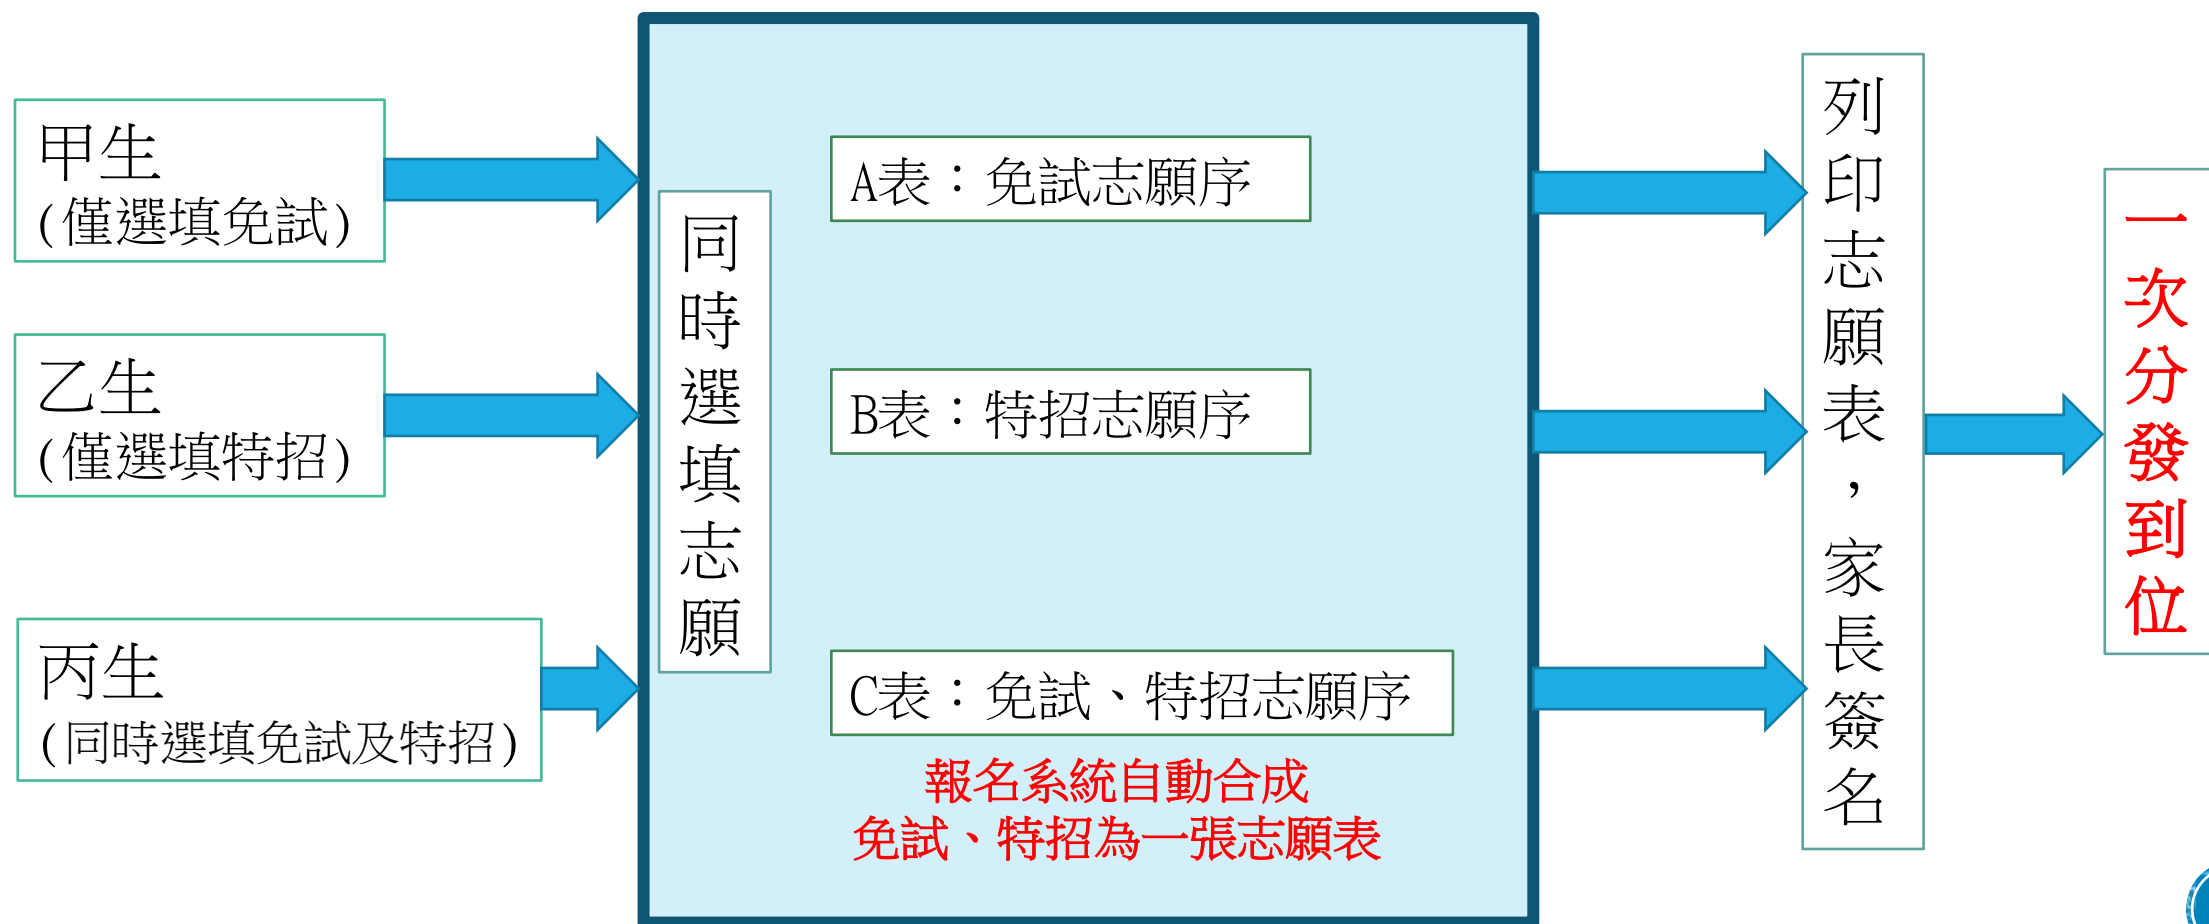 甲生
(僅選填免試)
乙生
(僅選填特招)
丙生
(同時選填免試及特招)
同時選填志願
A表：免試志願序
B表：特招志願序
C表：免試、特招志願序
報名系統自動合成
免試、特招為一張志願表
列印志願表，家長簽名
一次分發到位